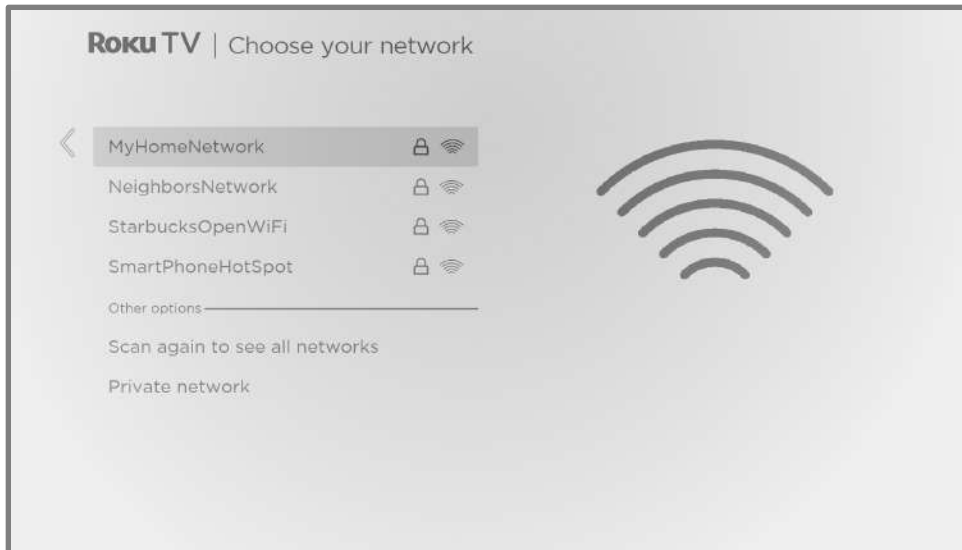 Roku TV | Choose your network
MyHomeNetwork
NeighborsNetwork
StarbucksOpenWiFi
SmartPhoneHotSpot
Other options
Scan again to see all networks
Private network